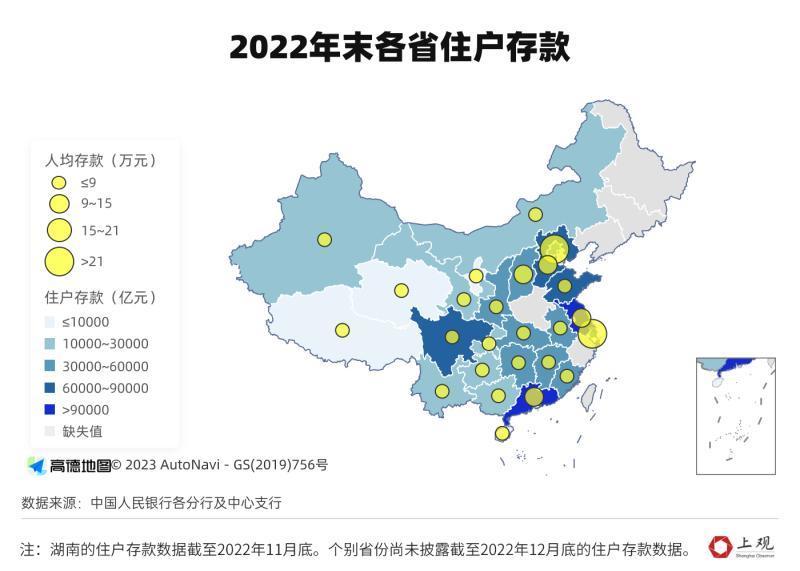 2022年末各省住户存款
人均存款（万元）
≤9
9~15
15~21
>21
住户存款（亿元）
≤10000
10000~30000
30000~60000
60000~90000
>90000
缺失值
高德地图© 2023 AutoNavi - GS(2019)756号
数据来源：中国人民银行各分行及中心支行
注：湖南的住户存款数据截至2022年11月底。个别省份尚未披露截至2022年12月底的住户存款数据。
上观
Shanghai Observer